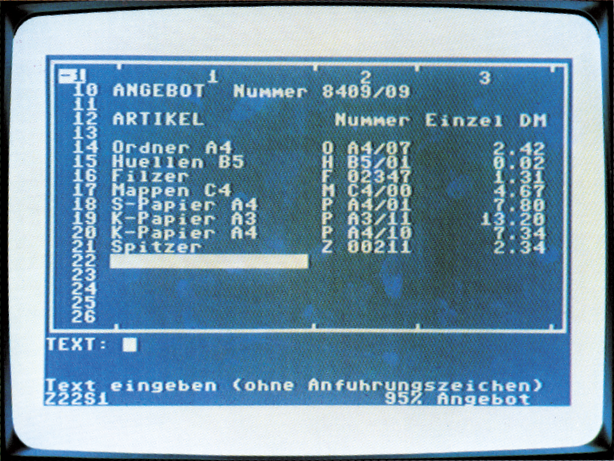 -1 1 2 3
10 ANGEBOT Nummer 8409/09
11
12 ARTIKEL Nummer Einzel DM
13
14 Ordner A4 O A4/07 2.42
15 Huellen B5 H B5/01 0.02
16 Filzer F 02347 1.31
17 Mappen C4 M C4/00 4.67
18 S-Papier A4 P A4/01 7.80
19 K-Papier A3 P A3/11 13.20
20 K-Papier A4 P A4/10 7.34
21 Spitzer Z 00211 2.34
22
23
24
25
26
TEXT:
Text eingeben (ohne Anfuhrungszeichen)
Z22S1 95% Angebot